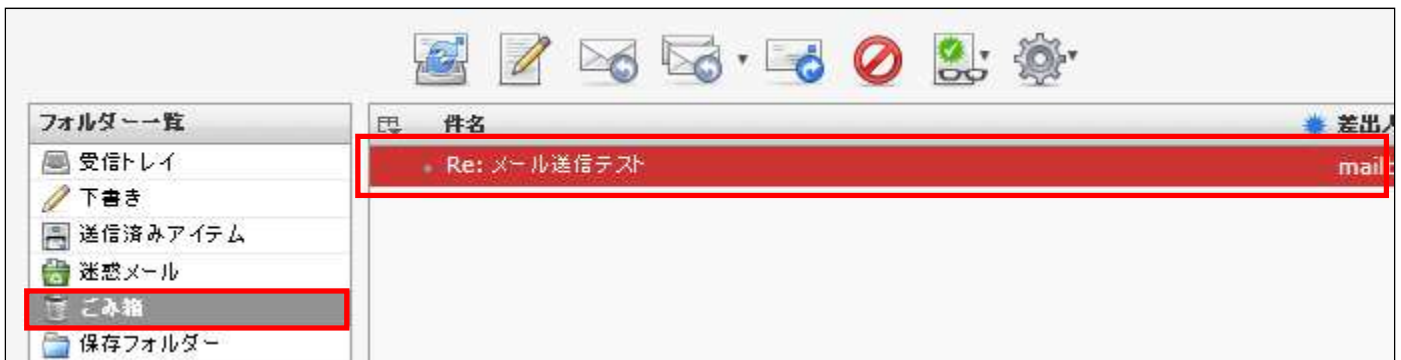 フォルダー一覧
件名
差出人
Re: メール送信テスト
mail
受信トレイ
下書き
送信済みアイテム
迷惑メール
ごみ箱
保存フォルダー